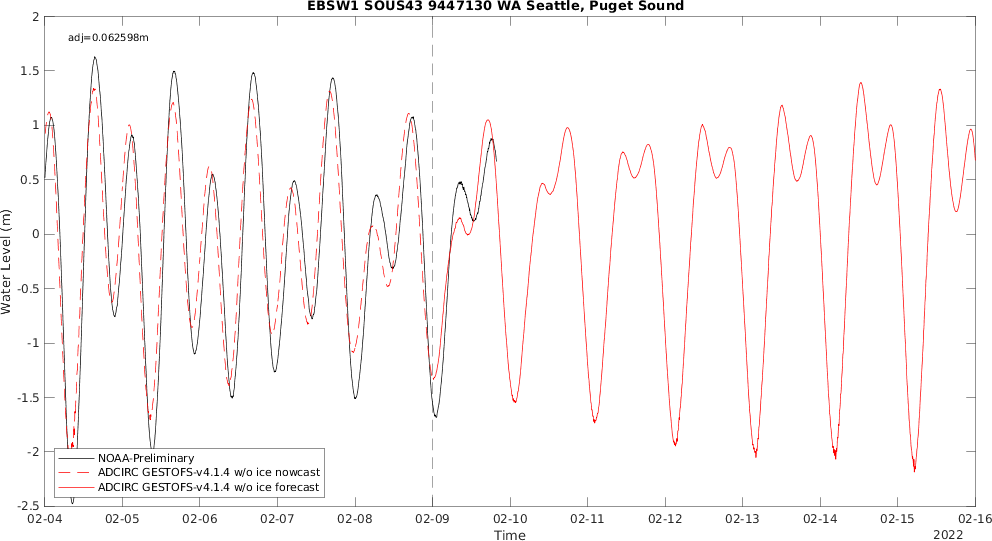 EBSW1 SOUS43 9447130 WA Seattle, Puget Sound
adj=0.062598m
2
1.5
1
0.5
0
-0.5
-1
-1.5
-2
-2.5
Water Level (m)
NOAA-Preliminary
ADCIRC GESTOFS-v4.1.4 w/o ice nowcast
ADCIRC GESTOFS-v4.1.4 w/o ice forecast
02-04 02-05 02-06 02-07 02-08 02-09 02-10 02-11 02-12 02-13 02-14 02-15 02-16
Time
2022